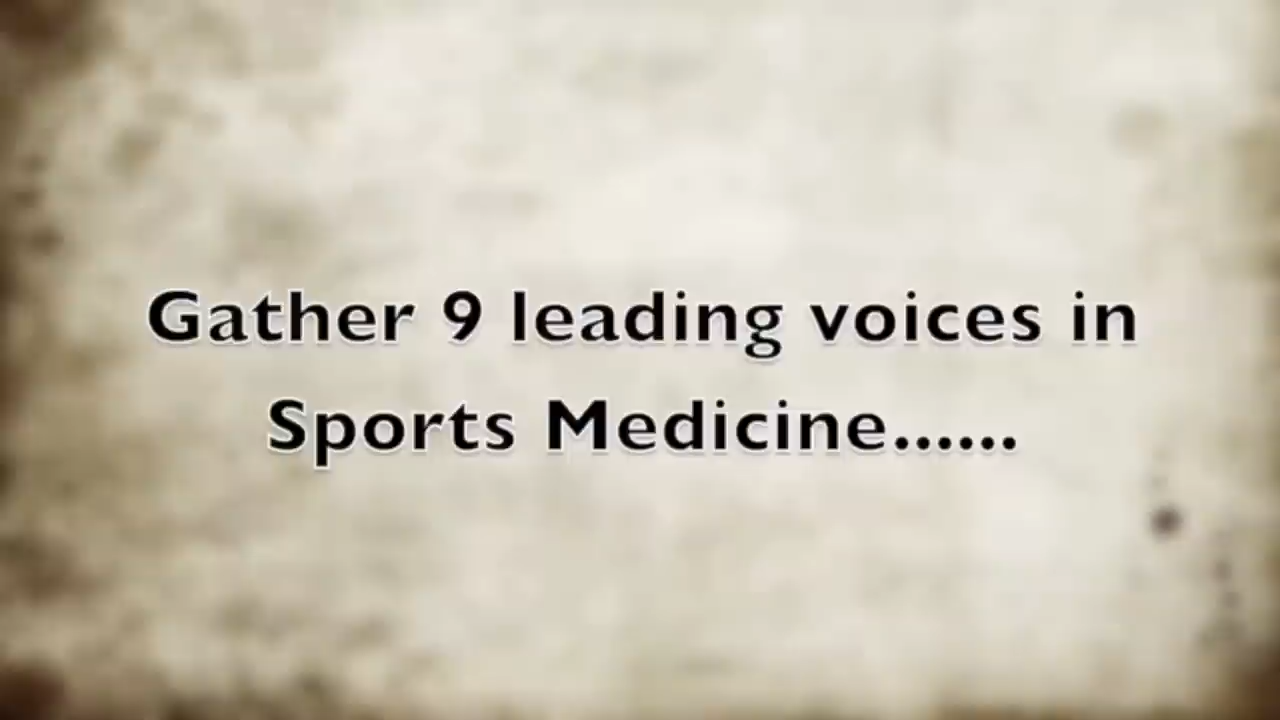 Gather 9 leading voices in
Sports Medicine......